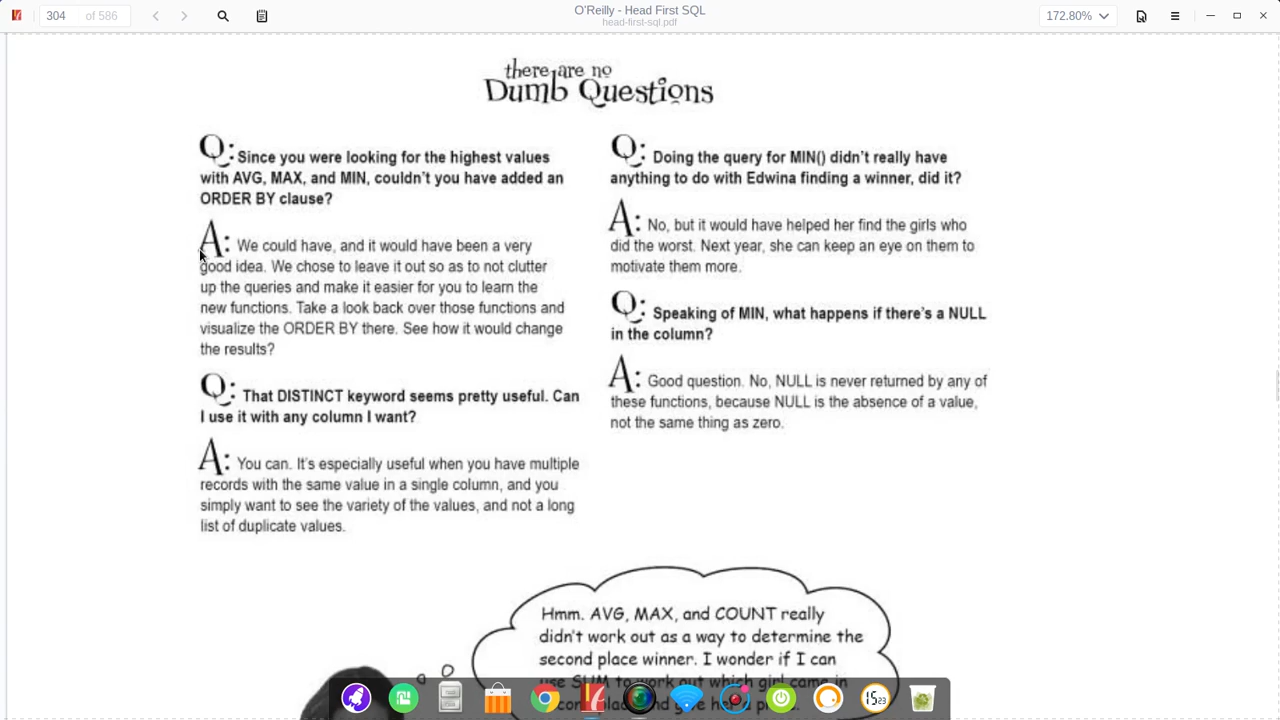 304 of 586
O'Reilly - Head First SQL
head-first-sql.pdf
172.80%
there are no
Dumb Questions
Q: Since you were looking for the highest values
with AVG, MAX, and MIN, couldn't you have added an
ORDER BY clause?
A: We could have, and it would have been a very
good idea. We chose to leave it out so as to not clutter
up the queries and make it easier for you to learn the
new functions. Take a look back over those functions and
visualize the ORDER BY there. See how it would change
the results?
Q: That DISTINCT keyword seems pretty useful. Can
I use it with any column I want?
A: You can. It's especially useful when you have multiple
records with the same value in a single column, and you
simply want to see the variety of the values, and not a long
list of duplicate values.
Q: Doing the query for MIN() didn't really have
anything to do with Edwina finding a winner, did it?
A: No, but it would have helped her find the girls who
did the worst. Next year, she can keep an eye on them to
motivate them more.
Q: Speaking of MIN, what happens if there's a NULL
in the column?
A: Good question. No, NULL is never returned by any of
these functions, because NULL is the absence of a value,
not the same thing as zero.
Hmm. AVG, MAX, and COUNT really
didn't work out as a way to determine the
second place winner. I wonder if I can
use SUM to work out which girl came in
15 23